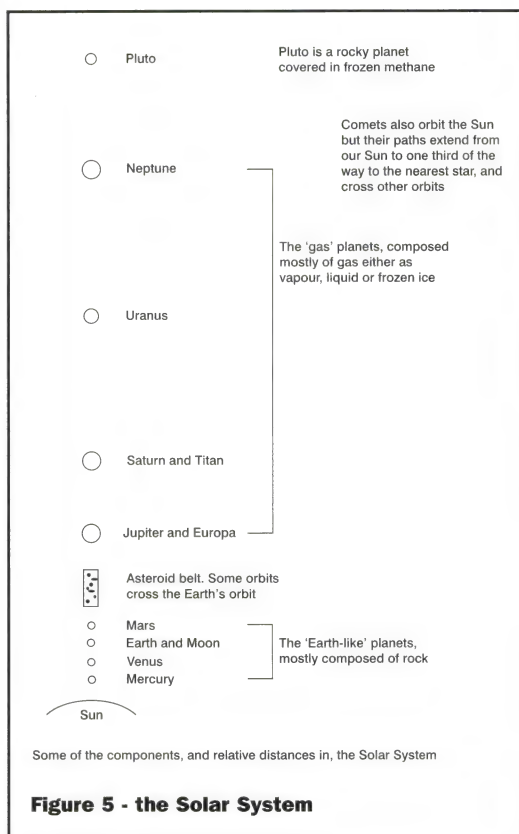 Pluto
Pluto is a rocky planet
covered in frozen methane
Comets also orbit the Sun
but their paths extend from
our Sun to one third of the
way to the nearest star, and
cross other orbits
Neptune
The 'gas' planets, composed
mostly of gas either as
vapour, liquid or frozen ice
Uranus
Saturn and Titan
Jupiter and Europa
Asteroid belt. Some orbits
cross the Earth's orbit
Mars
Earth and Moon
Venus
Mercury
The 'Earth-like' planets,
mostly composed of rock
Sun
Some of the components, and relative distances in, the Solar System
Figure 5 - the Solar System